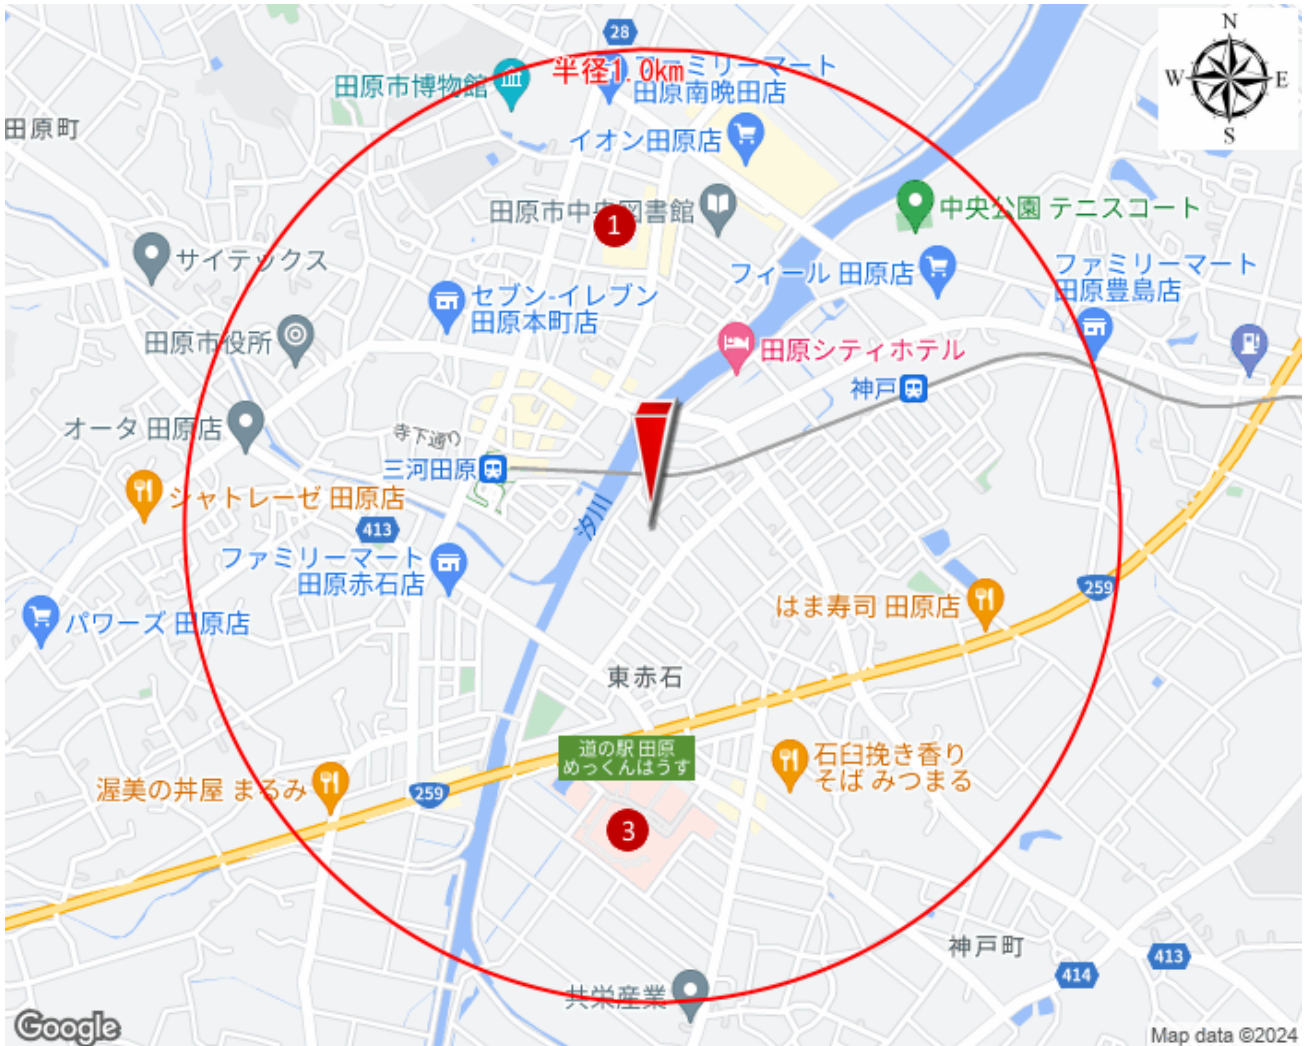 N
W
E
S
28
半径1.0km
ファミリーマート
田原南晩田店
田原市博物館
田原町
イオン田原店
田原市中央図書館
1
中央公園 テニスコート
サイテックス
フィール 田原店
ファミリーマート
田原豊島店
セブン-イレブン
田原本町店
田原市役所
田原シティホテル
神戸
オータ 田原店
寺下通り
三河田原
シャトレーゼ 田原店
汐川
413
ファミリーマート
田原赤石店
259
はま寿司 田原店
パワーズ 田原店
東赤石
道の駅 田原
めっくんはうす
石臼挽き香り
そば みつまる
渥美の丼屋 まるみ
259
3
神戸町
413
414
共栄産業
Google
Map data ©2024